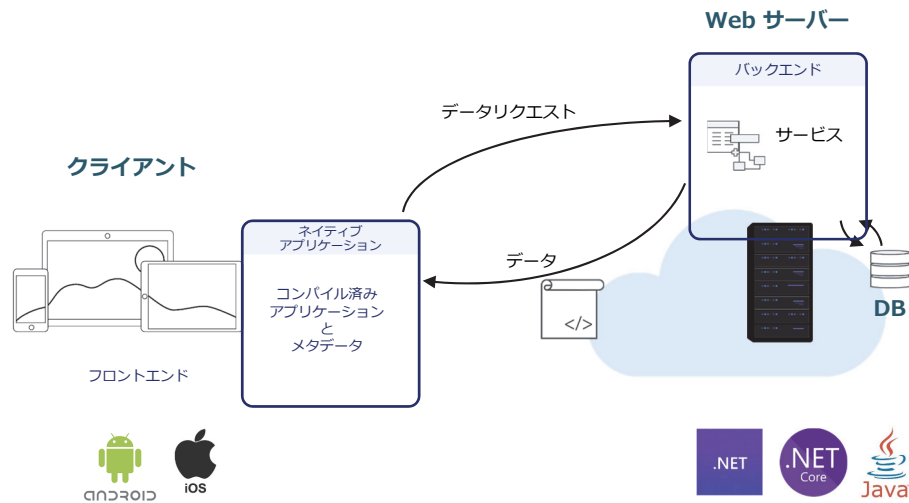 Web サーバー
バックエンド
データリクエスト
サービス
クライアント
ネイティブ
アプリケーション
データ
コンパイル済み
アプリケーション
と
メタデータ
</>
DB
フロントエンド
android
iOS
.NET
.NET
Core
Java